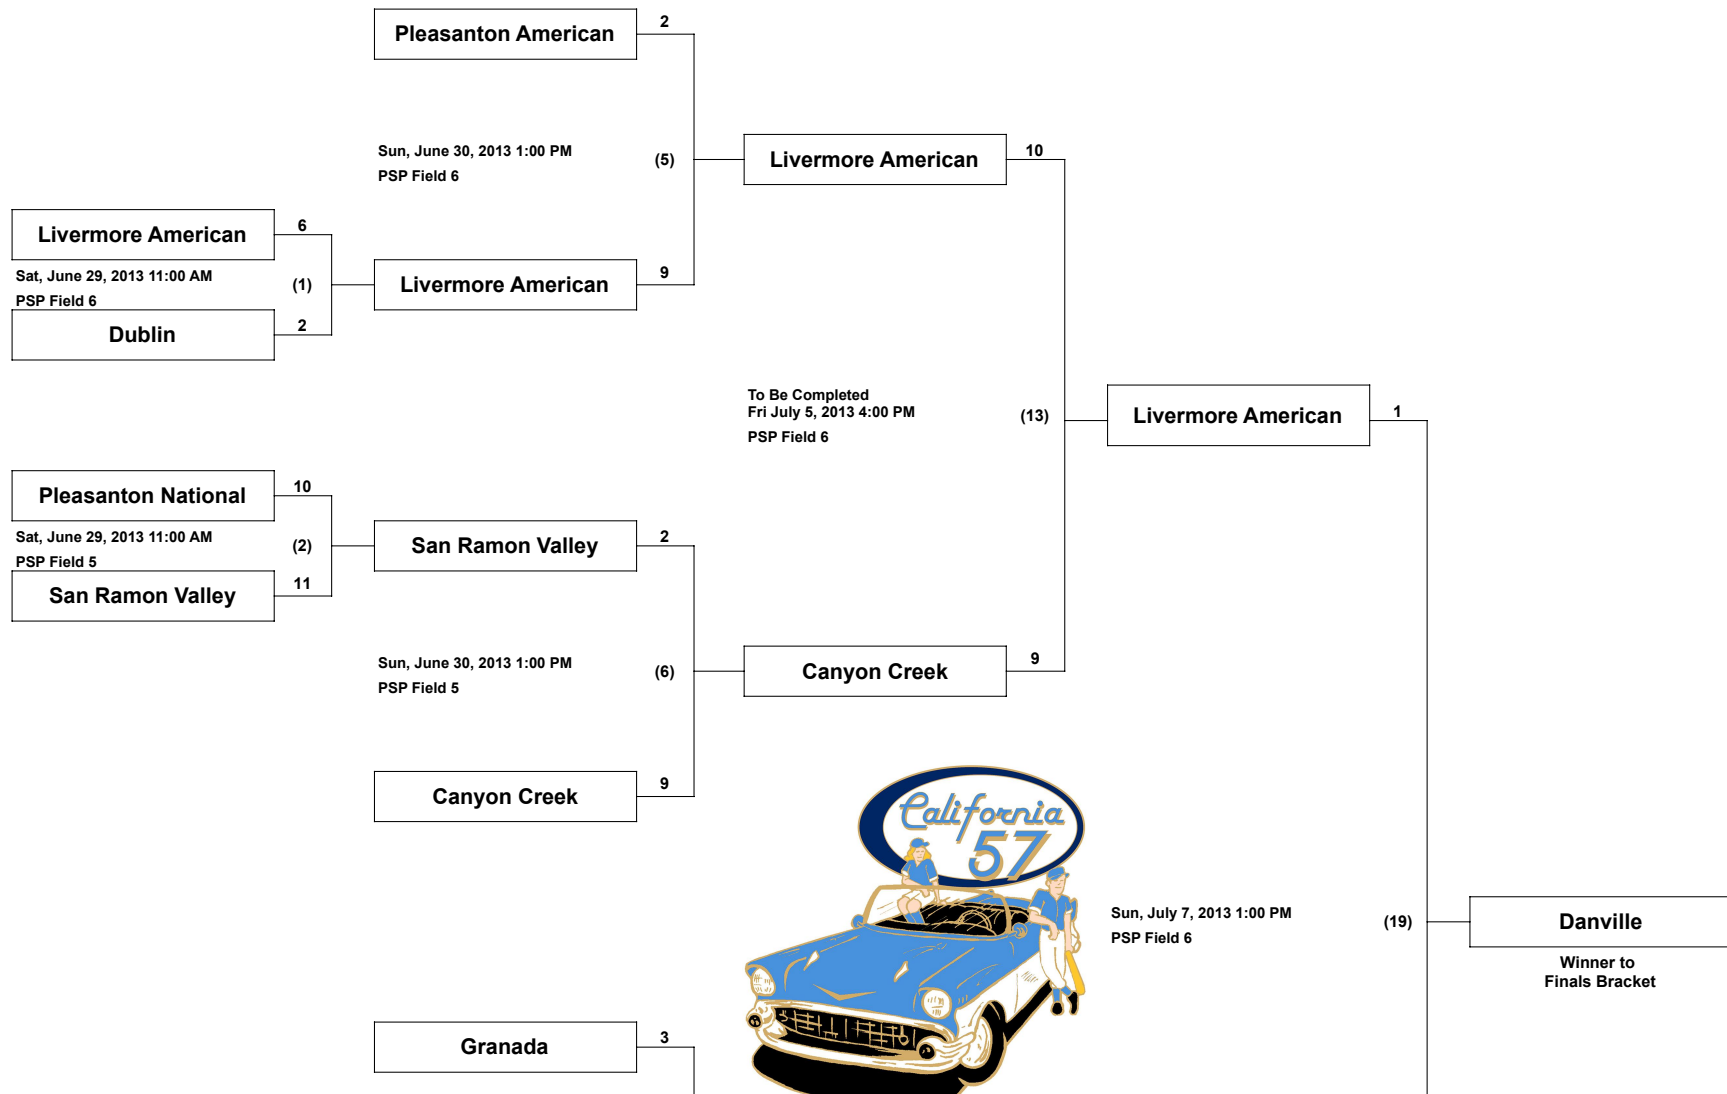 Pleasanton American
2
Sun, June 30, 2013 1:00 PM
PSP Field 6
(5)
Livermore American
10
Livermore American
6
Sat, June 29, 2013 11:00 AM
PSP Field 6
(1)
Livermore American
9
Dublin
2
To Be Completed
Fri July 5, 2013 4:00 PM
PSP Field 6
(13)
Livermore American
1
Pleasanton National
10
Sat, June 29, 2013 11:00 AM
PSP Field 5
(2)
San Ramon Valley
2
San Ramon Valley
11
Sun, June 30, 2013 1:00 PM
PSP Field 5
(6)
Canyon Creek
9
Canyon Creek
9
California
57
Sun, July 7, 2013 1:00 PM
PSP Field 6
(19)
Danville
Winner to
Finals Bracket
Granada
3